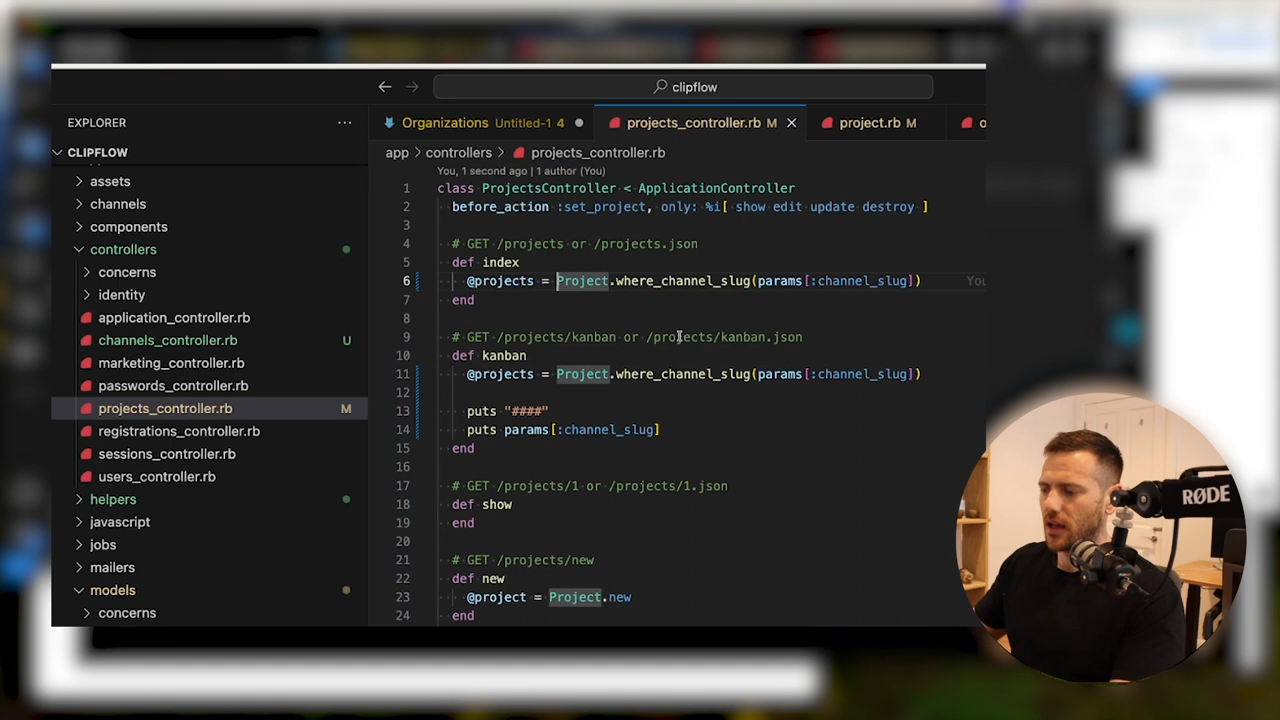 clipflow
EXPLORER
Organizations Untitled-1 4
projects_controller.rb M
project.rb M
CLIPFLOW
app > controllers > projects_controller.rb
You, 1 second ago | 1 author (You)
assets
channels
components
controllers
concerns
identity
application_controller.rb
channels_controller.rb U
marketing_controller.rb
passwords_controller.rb
projects_controller.rb M
registrations_controller.rb
sessions_controller.rb
users_controller.rb
helpers
javascript
jobs
mailers
models
concerns
1 class ProjectsController < ApplicationController
2 before_action :set_project, only: %i[ show edit update destroy ]
3
4 # GET /projects or /projects.json
5 def index
6 @projects = Project.where_channel_slug(params[:channel_slug])
7 end
8
9 # GET /projects/kanban or /projects/kanban.json
10 def kanban
11 @projects = Project.where_channel_slug(params[:channel_slug])
12
13 puts "####"
14 puts params[:channel_slug]
15 end
16
17 # GET /projects/1 or /projects/1.json
18 def show
19 end
20
21 # GET /projects/new
22 def new
23 @project = Project.new
24 end
RØDE